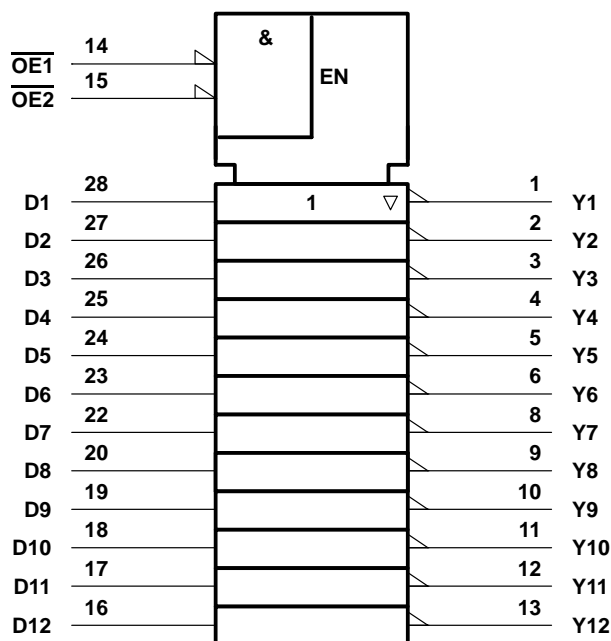 &
OE1 14
EN
OE2 15
D1 28 1 ▽ 1 Y1
D2 27 2 Y2
D3 26 3 Y3
D4 25 4 Y4
D5 24 5 Y5
D6 23 6 Y6
D7 22 8 Y7
D8 20 9 Y8
D9 19 10 Y9
D10 18 11 Y10
D11 17 12 Y11
D12 16 13 Y12